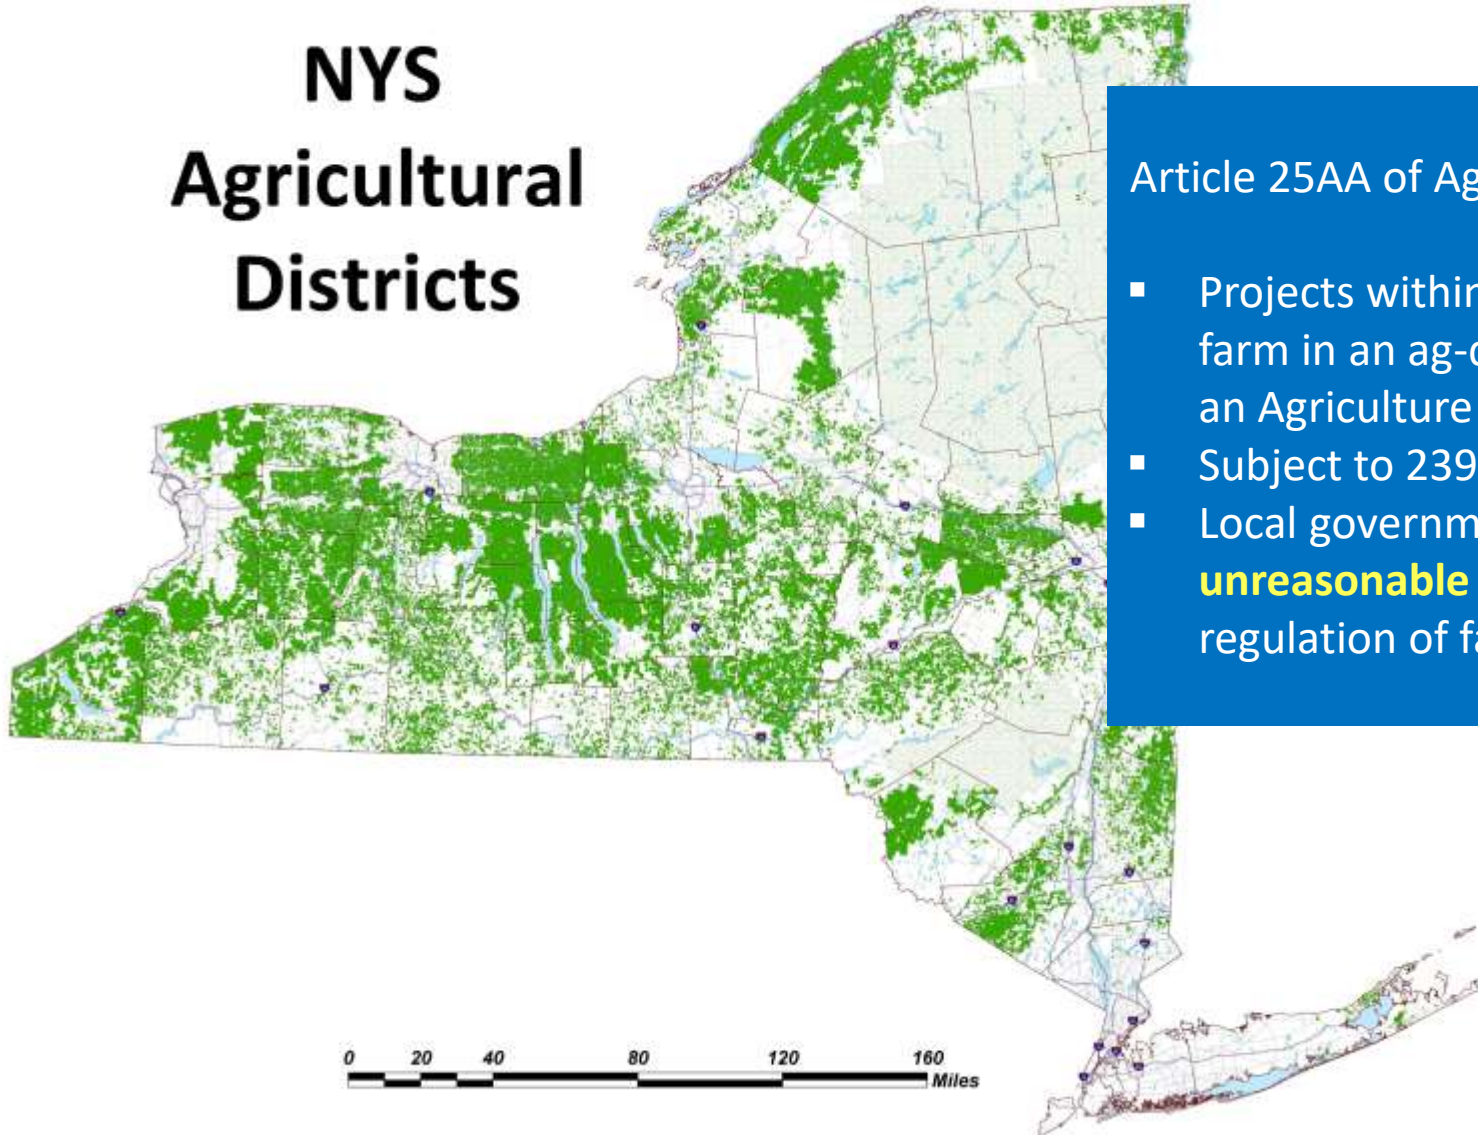 NYS
Agricultural
Districts
Article 25AA of Ag
▪ Projects within
farm in an ag-d
an Agriculture
▪ Subject to 239
▪ Local governm
unreasonable
regulation of fa
0 20 40 80 120 160
Miles